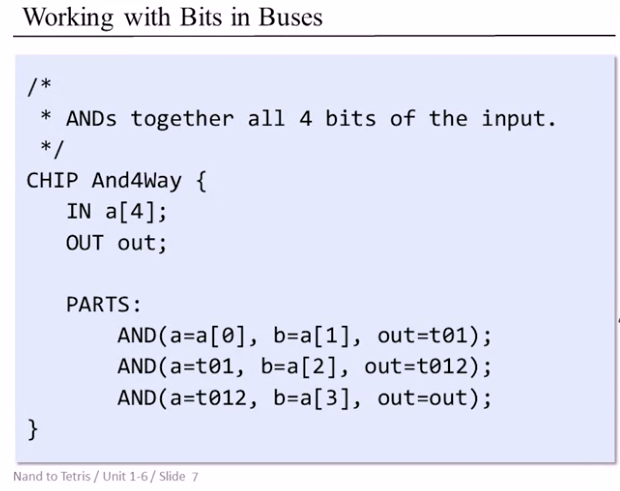 Working with Bits in Buses
/*
 * ANDs together all 4 bits of the input.
 */
CHIP And4Way {
   IN a[4];
   OUT out;

   PARTS:
       AND(a=a[0], b=a[1], out=t01);
       AND(a=t01, b=a[2], out=t012);
       AND(a=t012, b=a[3], out=out);
}
Nand to Tetris / Unit 1-6 / Slide 7